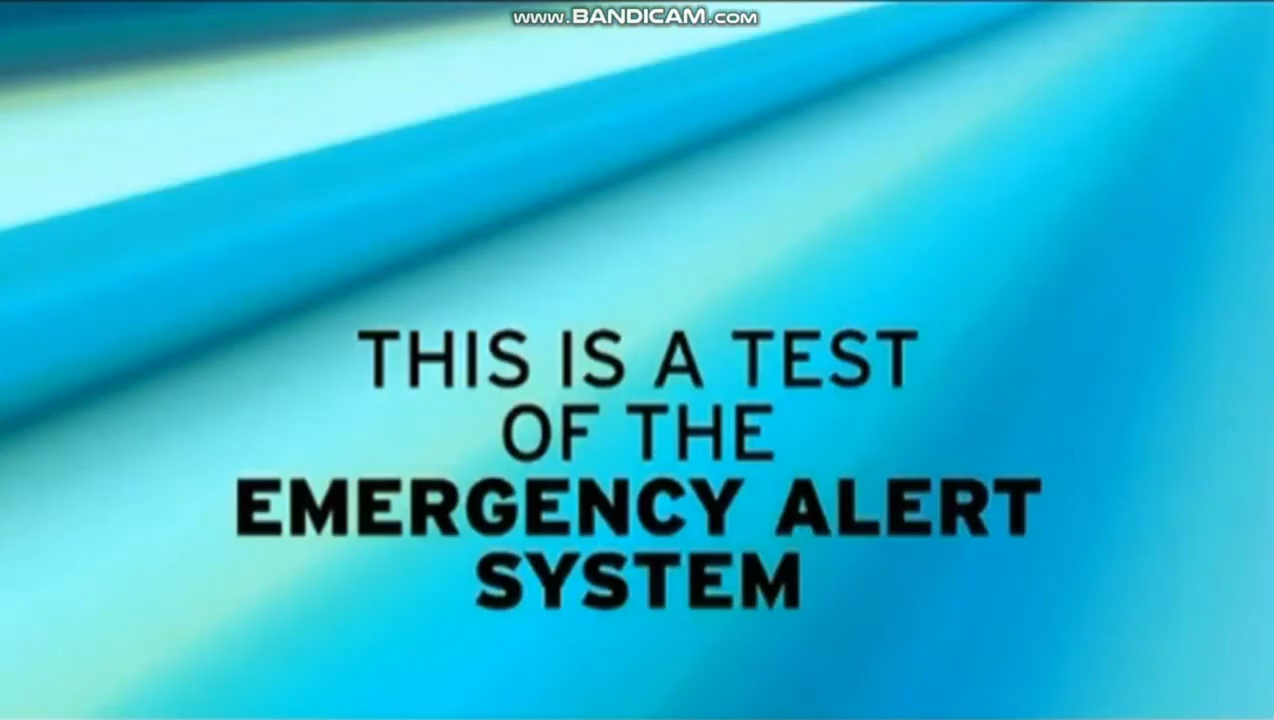 www.BANDICAM.com
THIS IS A TEST
OF THE
EMERGENCY ALERT
SYSTEM